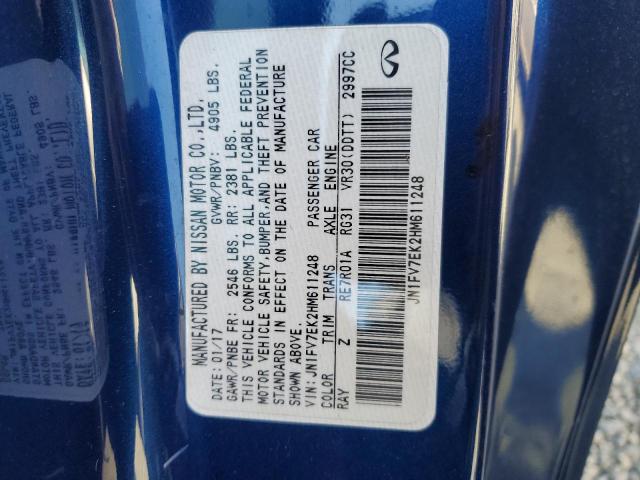 MANUFACTURED BY NISSAN MOTOR CO.,LTD.
DATE: 01/17 GVWR/PNBV: 4905 LBS.
GAWR/PNBE FR: 2546 LBS. RR: 2381 LBS.
THIS VEHICLE CONFORMS TO ALL APPLICABLE FEDERAL
MOTOR VEHICLE SAFETY,BUMPER,AND THEFT PREVENTION
STANDARDS IN EFFECT ON THE DATE OF MANUFACTURE
SHOWN ABOVE.
VIN: JN1FV7EK2HM611248 PASSENGER CAR
COLOR TRIM TRANS AXLE ENGINE
RAY Z RE7R01A RG31 VR30(DDTT) 2997CC
JN1FV7EK2HM611248